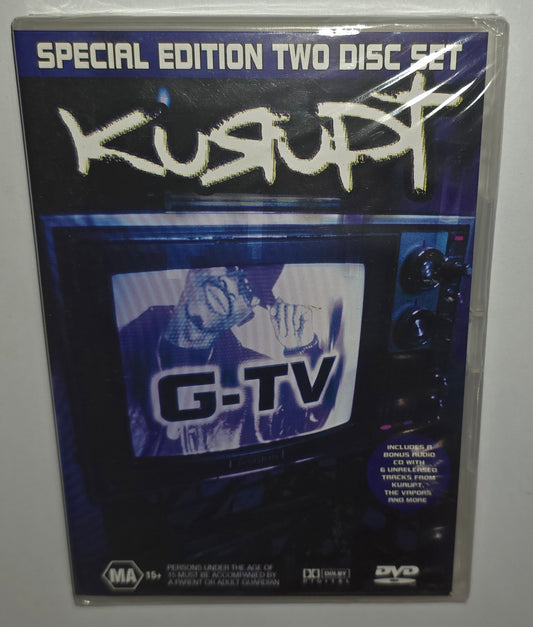 SPECIAL EDITION TWO DISC SET
KURUPT
G-TV
INCLUDES A
BONUS AUDIO
CD WITH
6 UNRELEASED
TRACKS FROM
KURUPT,
THE VAPORS
AND MORE
MA 15+
PERSONS UNDER THE AGE OF
15 MUST BE ACCOMPANIED BY
A PARENT OR ADULT GUARDIAN
DOLBY
DIGITAL
DVD